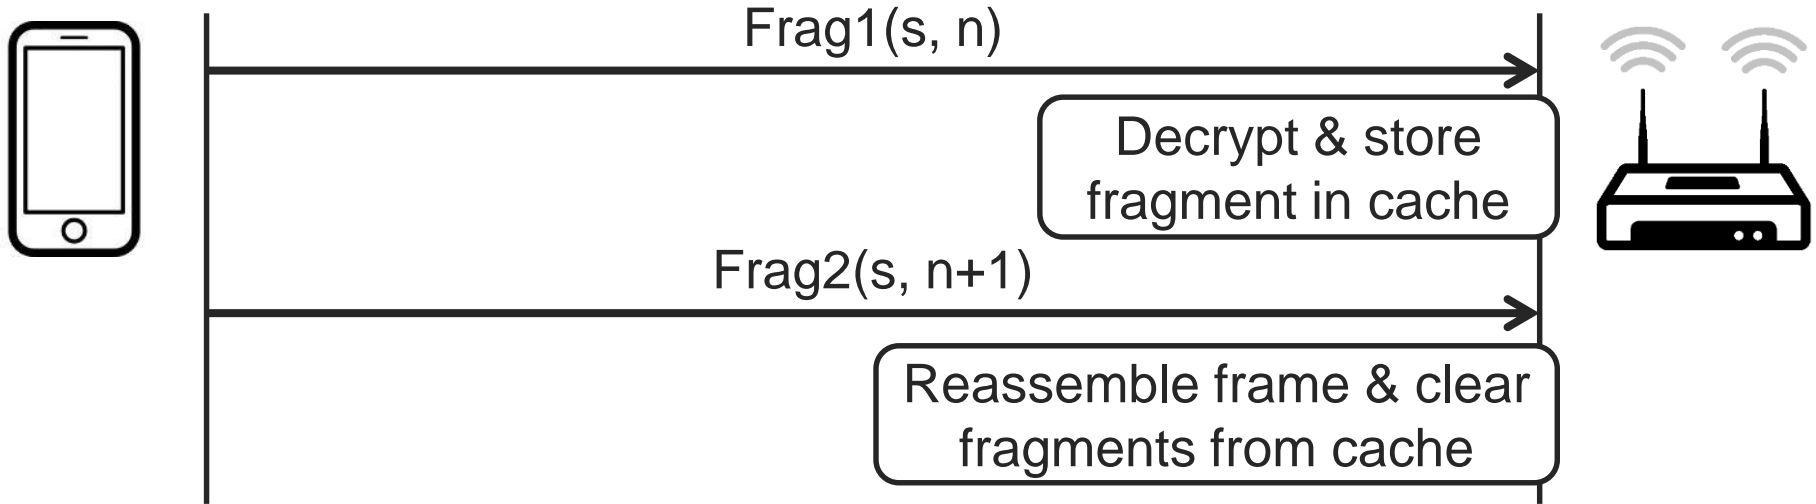 Frag1(s, n)
Decrypt & store
fragment in cache
Frag2(s, n+1)
Reassemble frame & clear
fragments from cache